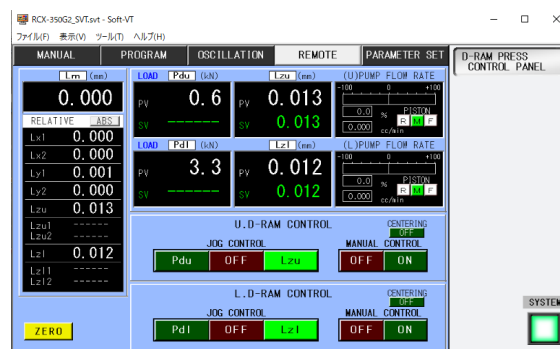 RCX-350G2_SVT.svt - Soft-VT
ファイル(F) 表示(V) ツール(T) ヘルプ(H)
MANUAL PROGRAM OSCILLATION REMOTE PARAMETER SET
D-RAM PRESS
CONTROL PANEL
Lm (mm)
0.000
RELATIVE ABS
Lx1 0.000
Lx2 0.000
Ly1 0.001
Ly2 0.000
Lzu 0.013
Lzu1 -----
Lzu2 -----
Lzl 0.012
Lzl1 -----
Lzl2 -----
ZERO
LOAD Pdu (kN) Lzu (mm)
PV 0.6 PV 0.013
SV ------ SV 0.013
(U)PUMP FLOW RATE
-100 0 +100
0.0 % PISTON
R M F
0.000 cc/min
LOAD Pdl (kN) Lzl (mm)
PV 3.3 PV 0.012
SV ------ SV 0.012
(L)PUMP FLOW RATE
-100 0 +100
0.0 % PISTON
R M F
0.000 cc/min
U.D-RAM CONTROL
CENTERING
OFF
JOG CONTROL MANUAL CONTROL
Pdu OFF Lzu OFF ON
L.D-RAM CONTROL
CENTERING
OFF
JOG CONTROL MANUAL CONTROL
Pdl OFF Lzl OFF ON
SYSTEM